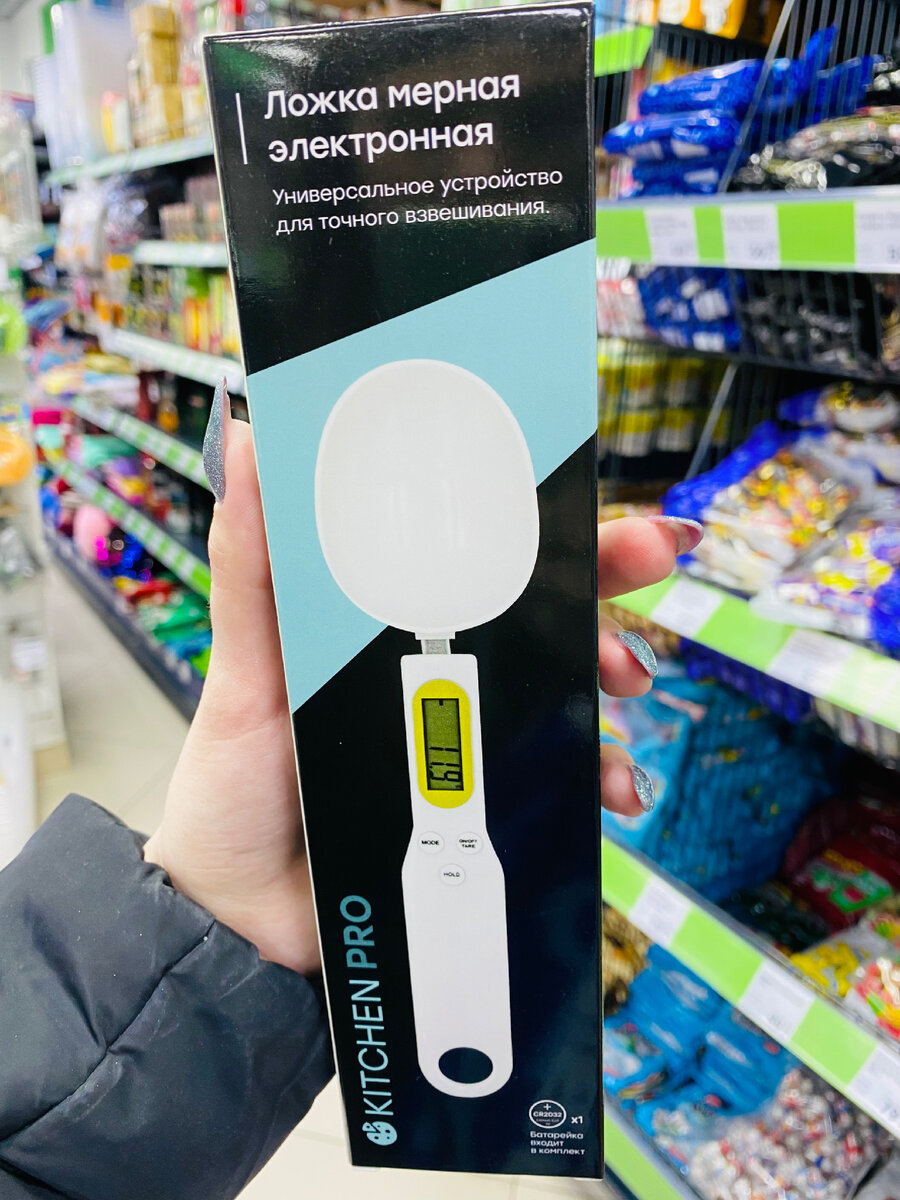 Ложка мерная
электронная
Универсальное устройство
для точного взвешивания.
MODE
ON/OFF
TARE
HOLD
KITCHEN PRO
CR2032
x1
Батарейка
входит
в комплект